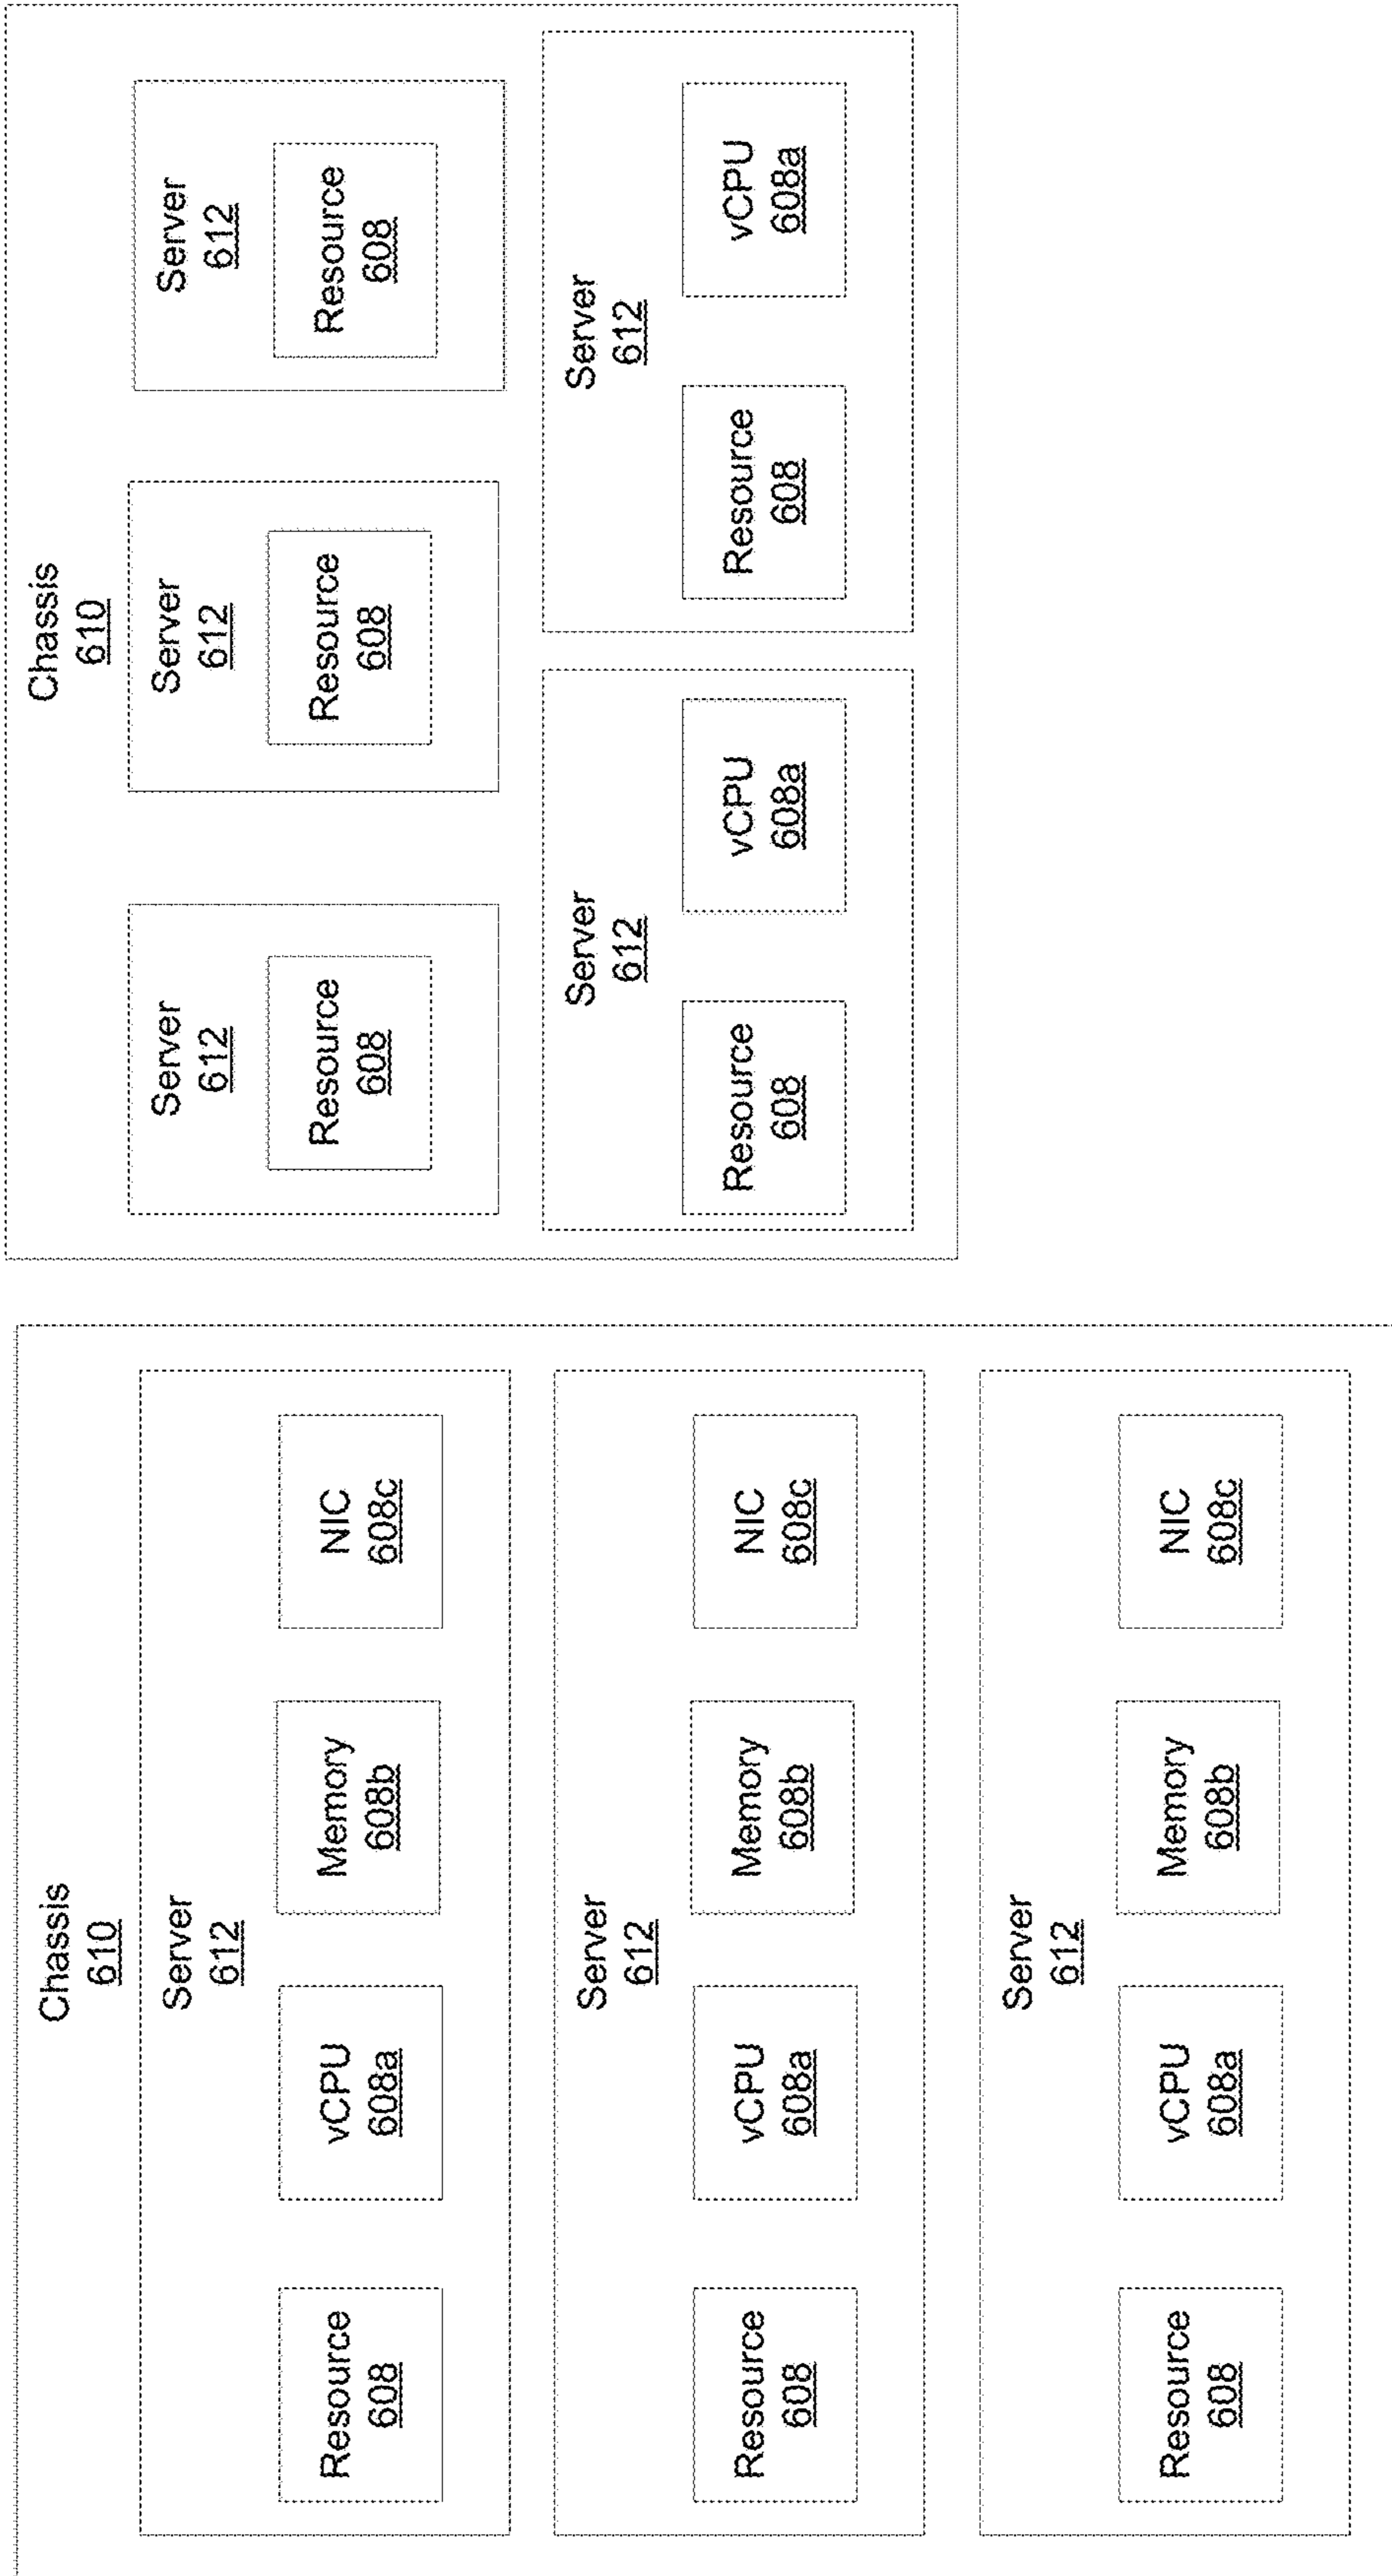 Chassis
610
Server
612
Resource
608
vCPU
608a
Memory
608b
NIC
608c
Server
612
Resource
608
vCPU
608a
Memory
608b
NIC
608c
Server
612
Resource
608
vCPU
608a
Memory
608b
NIC
608c
Chassis
610
Server
612
Resource
608
Server
612
Resource
608
Server
612
Resource
608
Server
612
Resource
608
vCPU
608a
Server
612
Resource
608
vCPU
608a